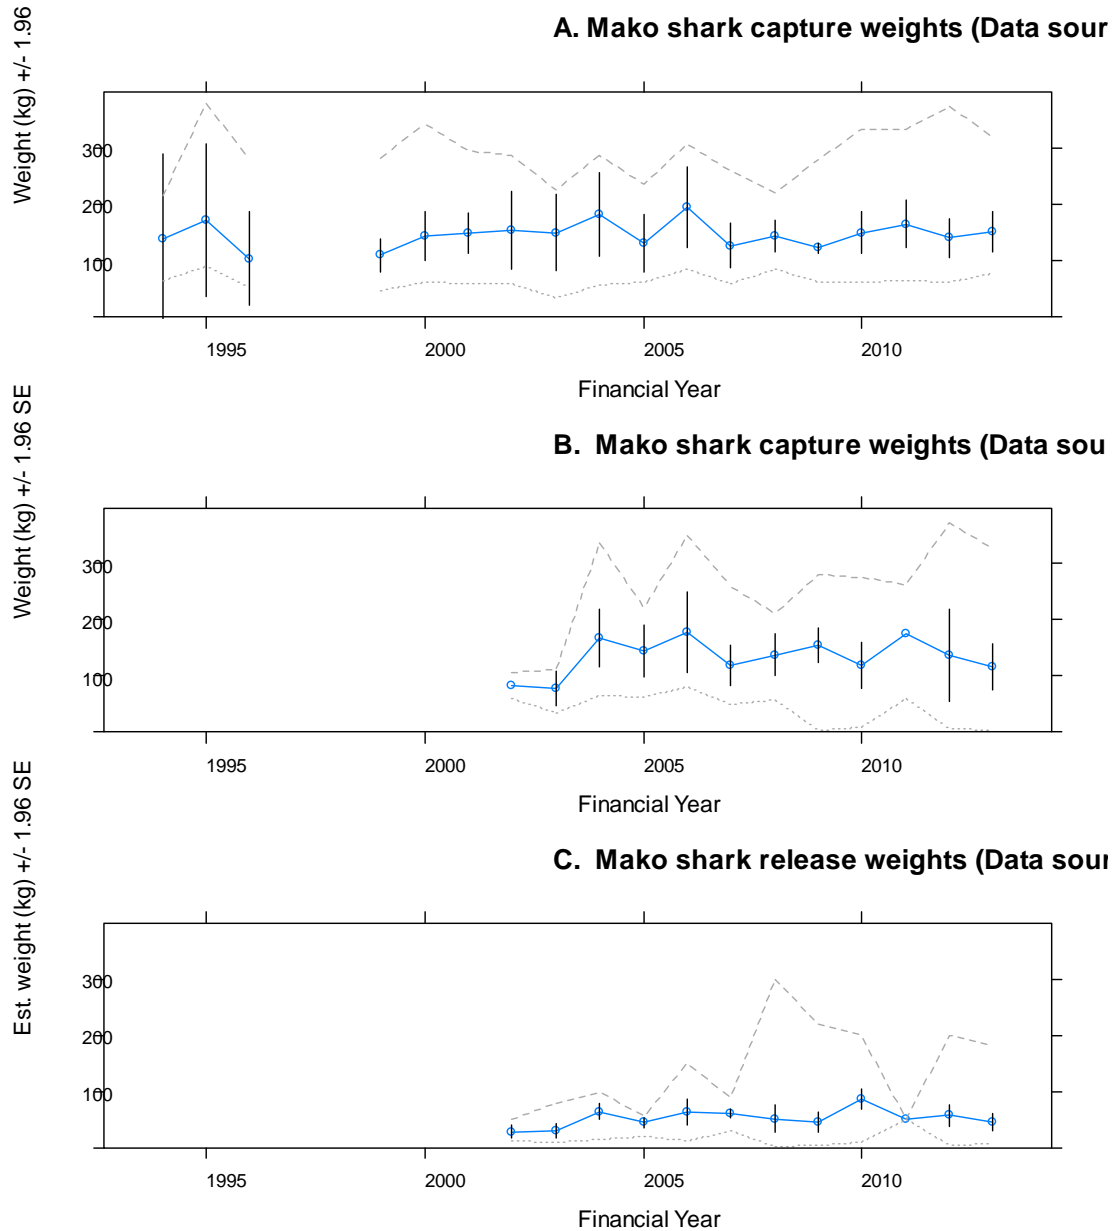 A. Mako shark capture weights (Data sour
Weight (kg) +/- 1.96
300
200
100
1995 2000 2005 2010
Financial Year
B. Mako shark capture weights (Data sou
Weight (kg) +/- 1.96 SE
300
200
100
1995 2000 2005 2010
Financial Year
C. Mako shark release weights (Data sour
Est. weight (kg) +/- 1.96 SE
300
200
100
1995 2000 2005 2010
Financial Year